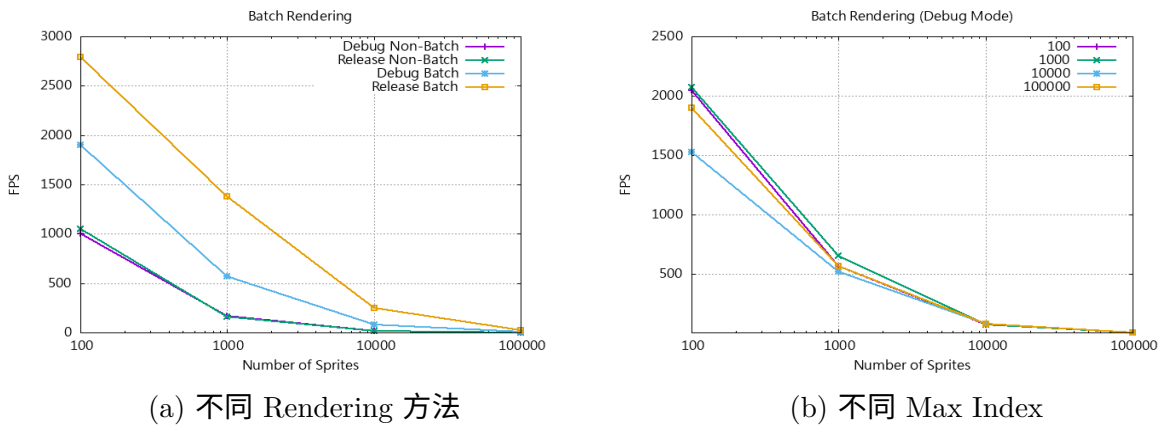 Batch Rendering
3000
2500
2000
1500
1000
500
0
FPS
Debug Non-Batch
Release Non-Batch
Debug Batch
Release Batch
100
1000
10000
100000
Number of Sprites
(a) 不同 Rendering 方法
Batch Rendering (Debug Mode)
2500
2000
1500
1000
500
FPS
100
1000
10000
100000
100
1000
10000
100000
Number of Sprites
(b) 不同 Max Index